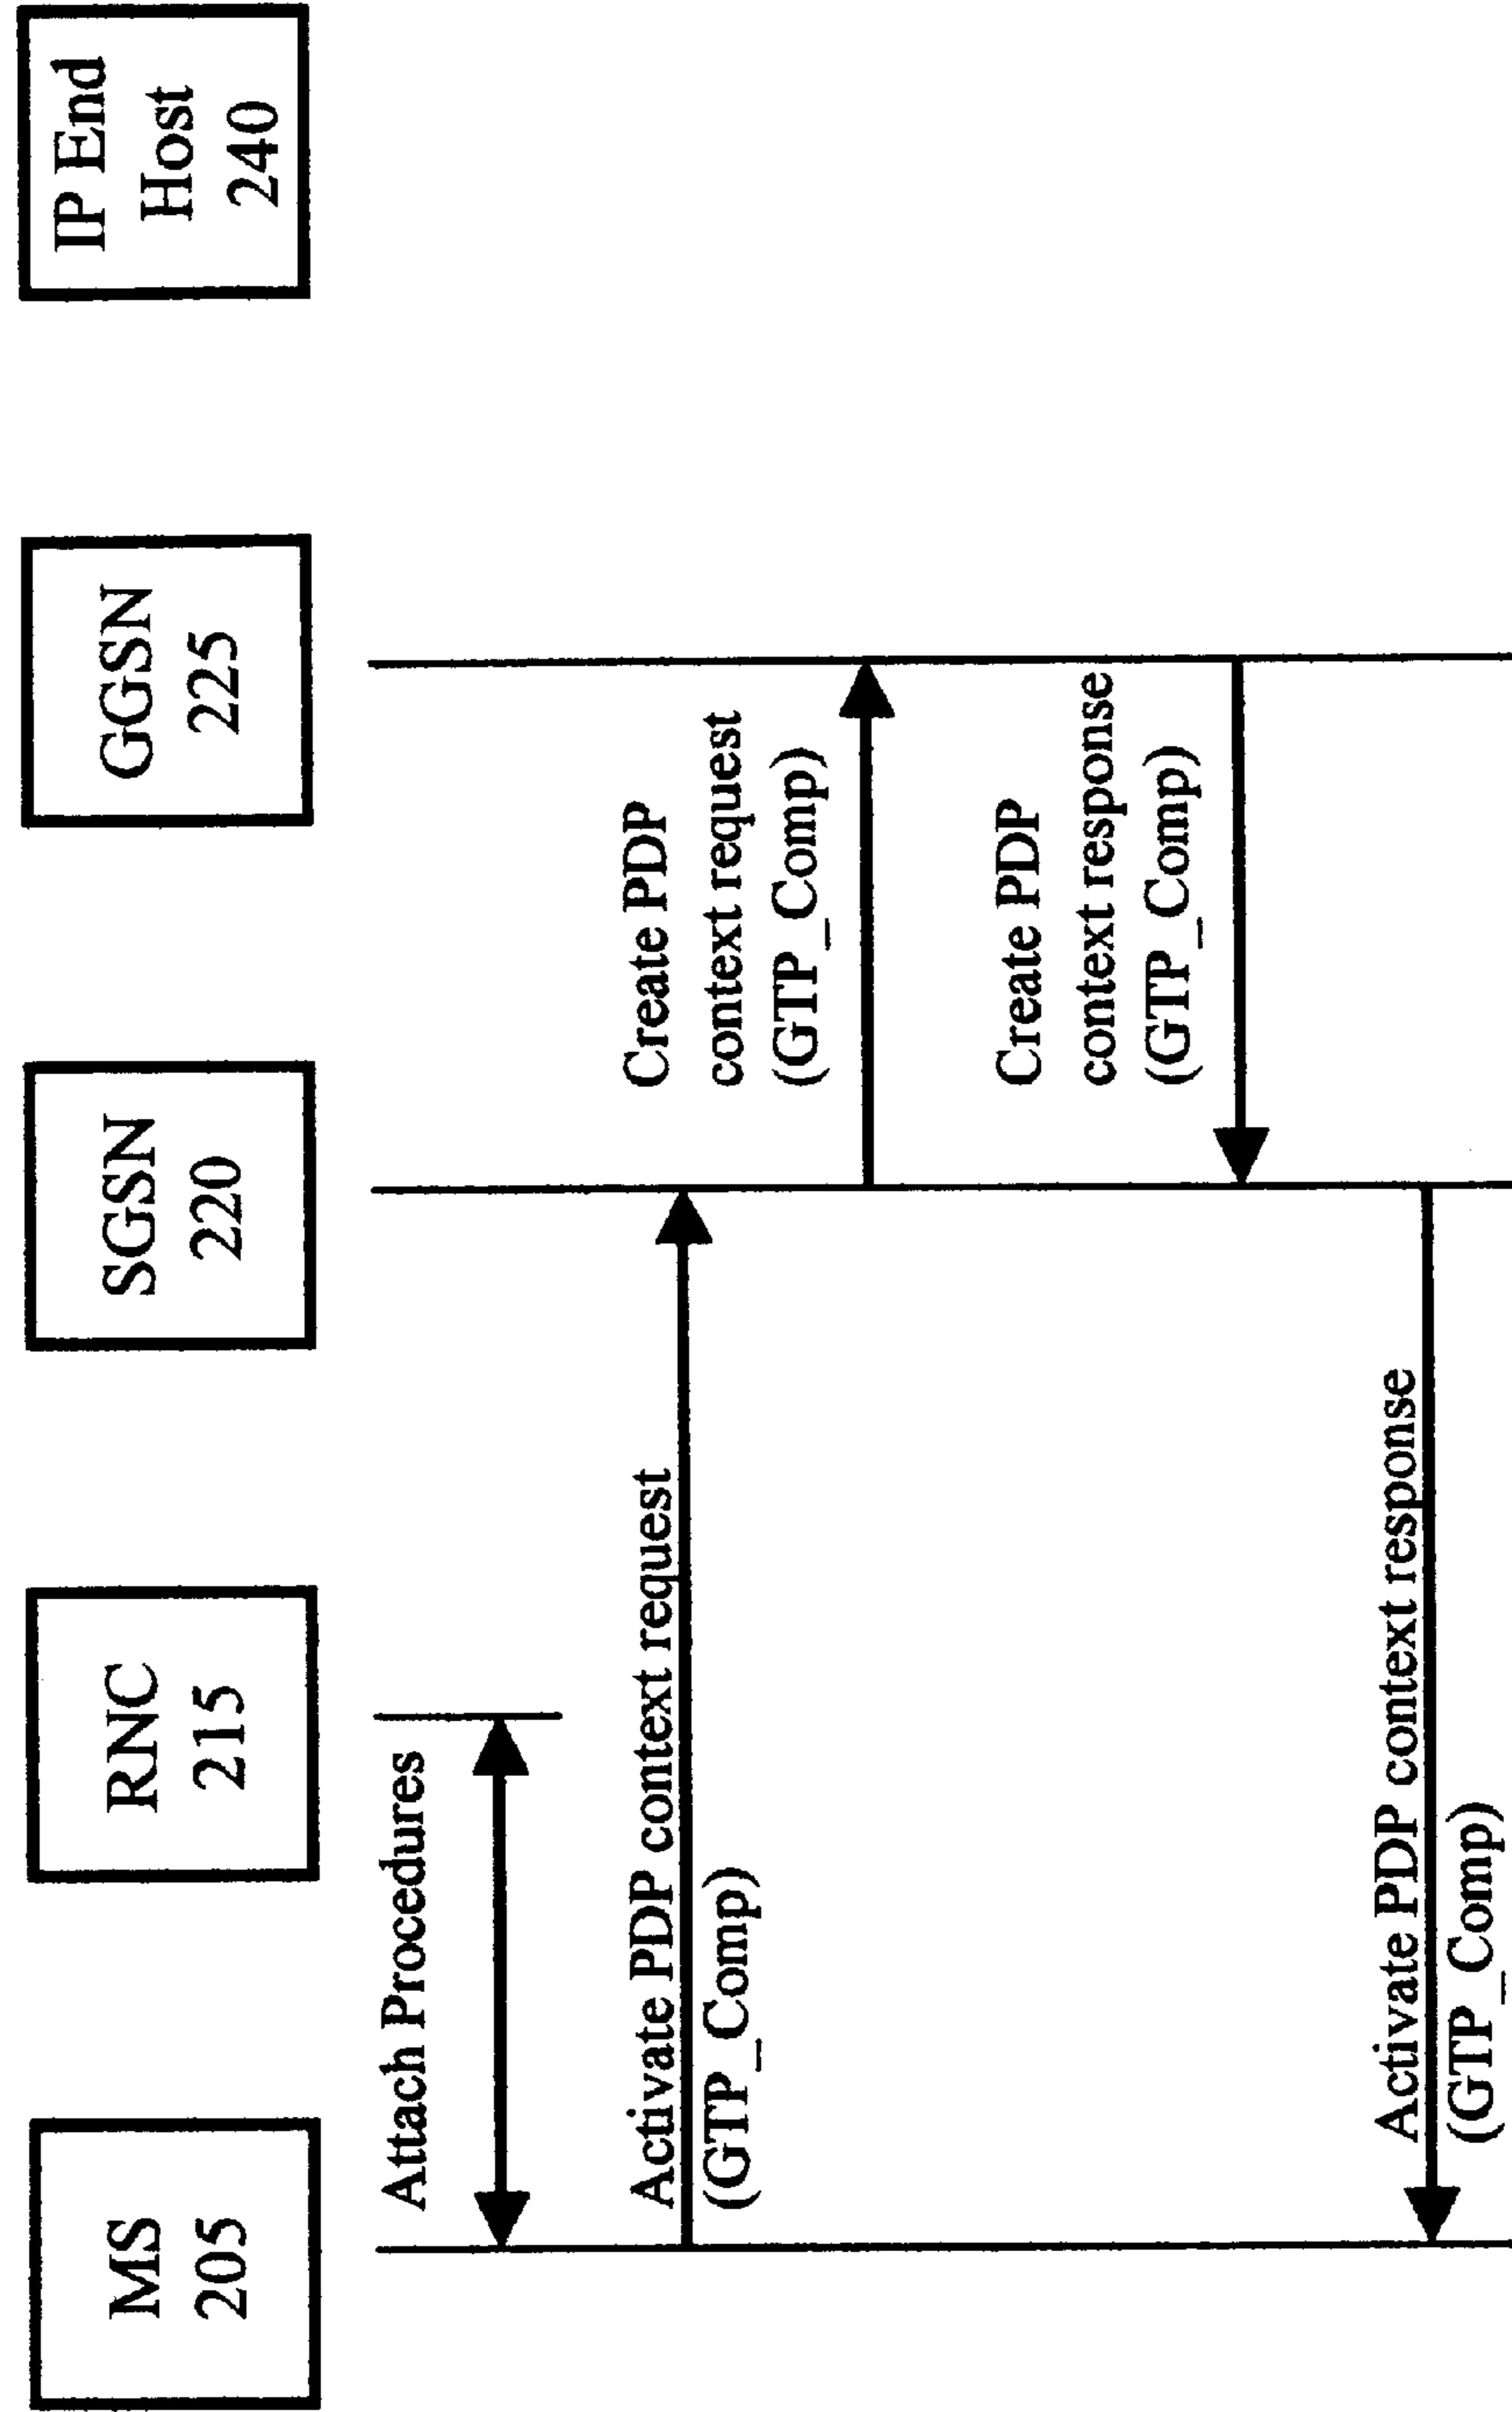 MS
205
RNC
215
SGSN
220
GGSN
225
IP End
Host
240
Attach Procedures
Activate PDP context request
(GTP_Comp)
Create PDP
context request
(GTP_Comp)
Create PDP
context response
(GTP_Comp)
Activate PDP context response
(GTP_Comp)